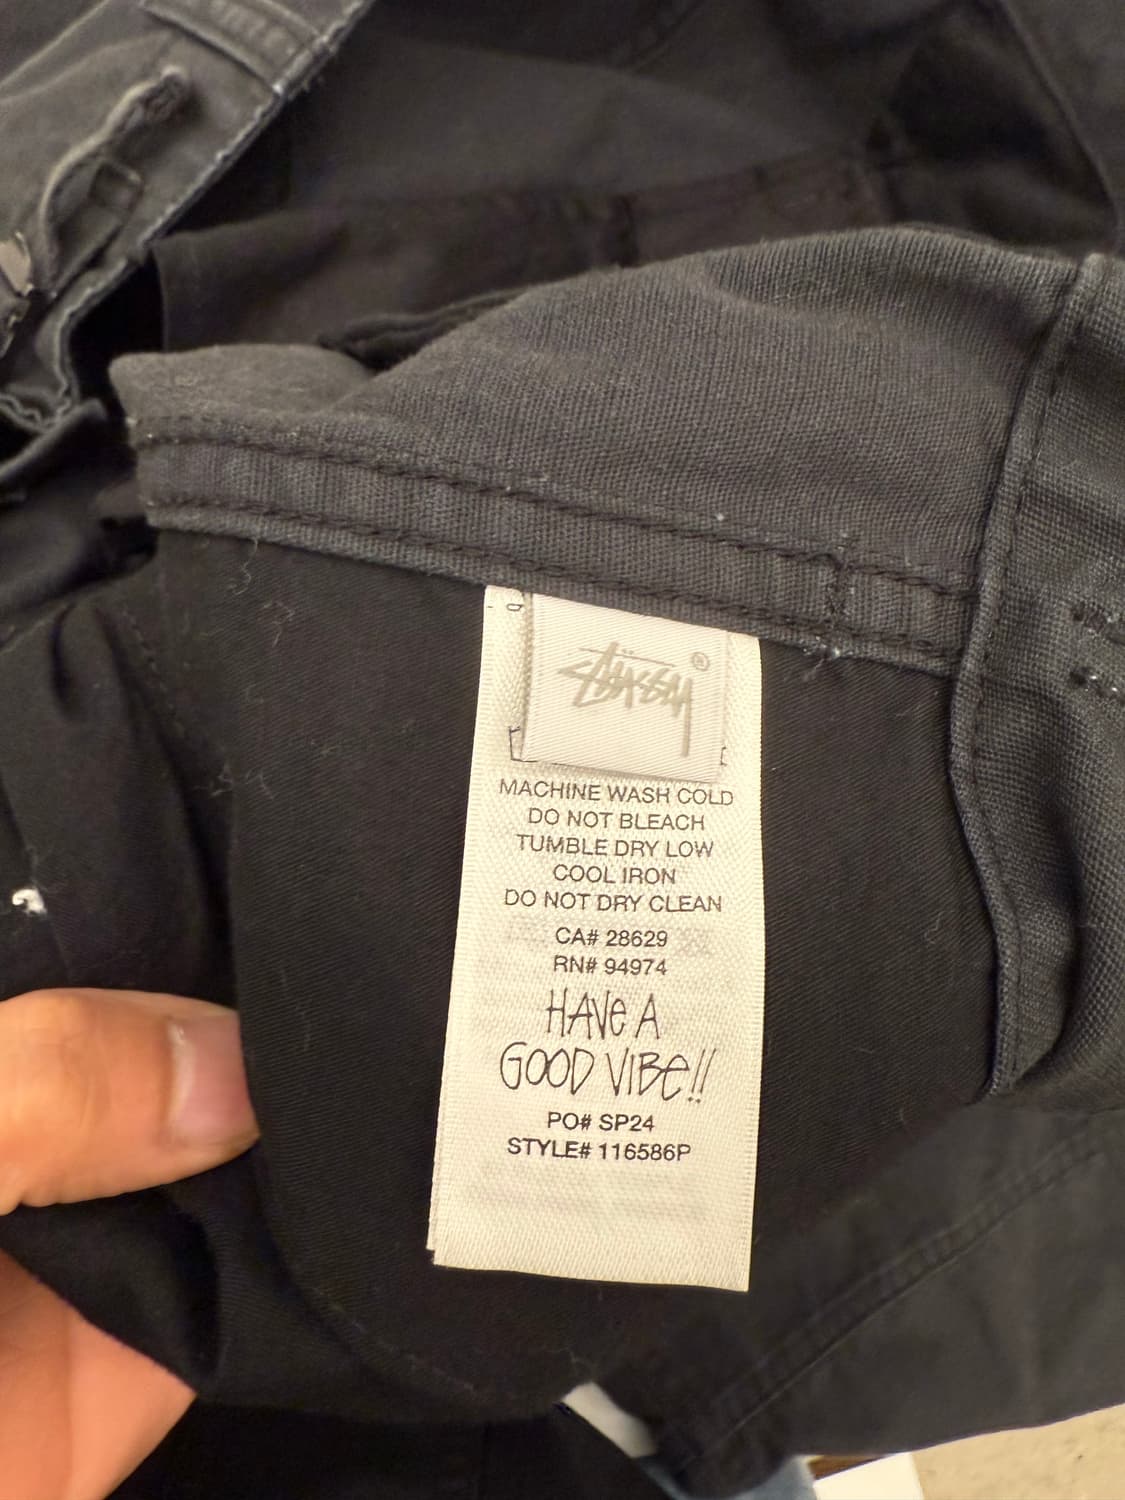 STÜSSY ®
MACHINE WASH COLD
DO NOT BLEACH
TUMBLE DRY LOW
COOL IRON
DO NOT DRY CLEAN
CA# 28629
RN# 94974
HAVE A
GOOD VIBE!!
PO# SP24
STYLE# 116586P